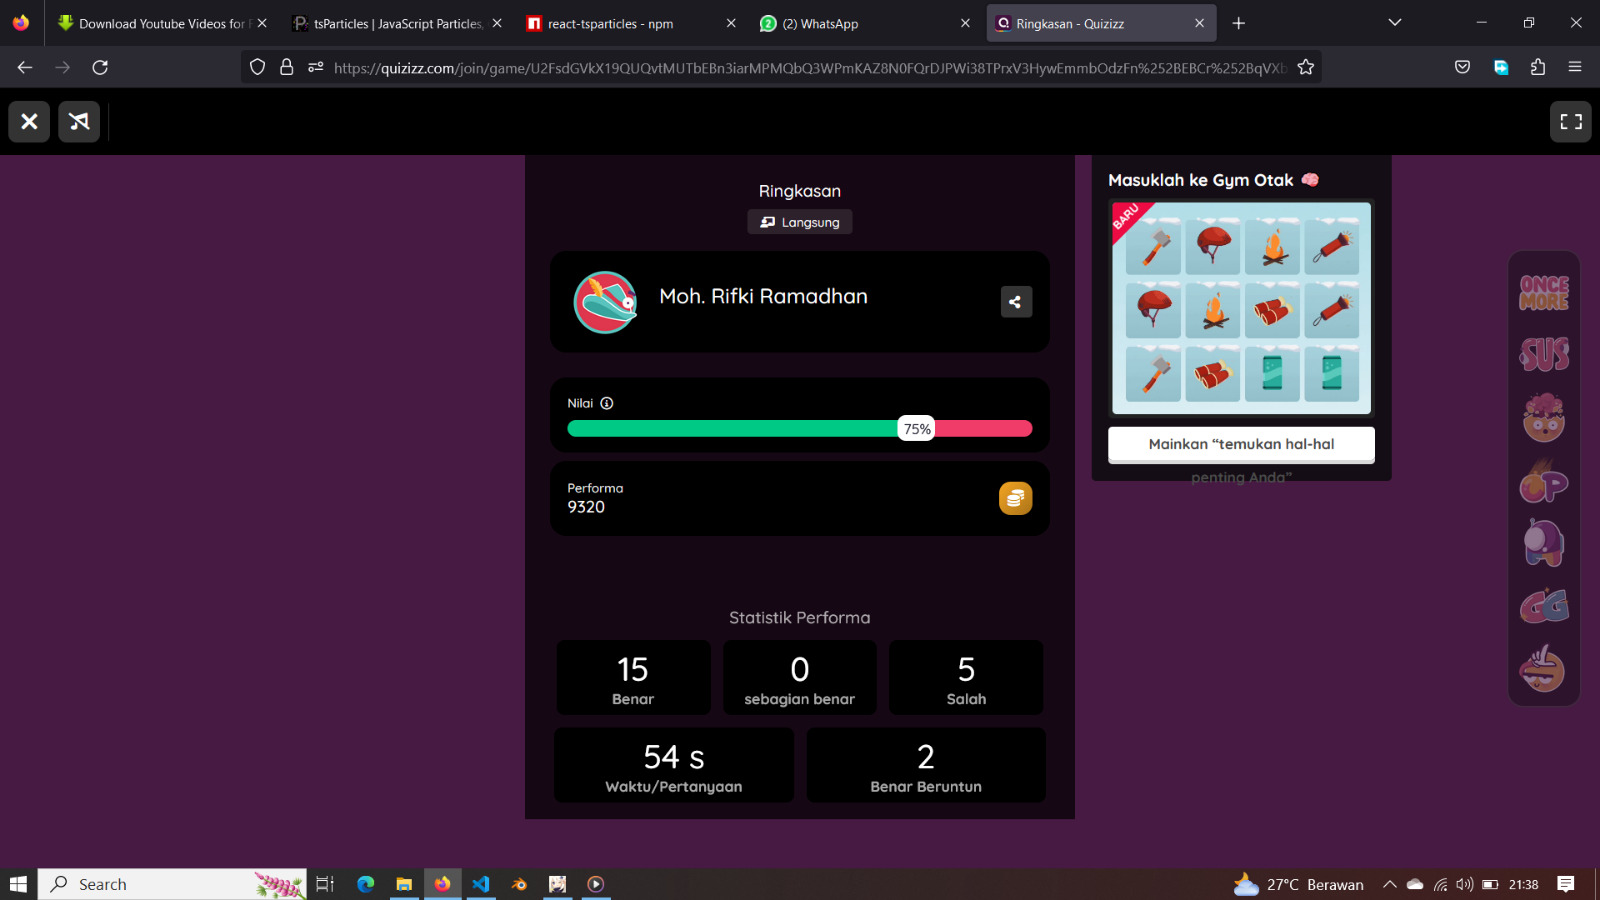 Download Youtube Videos for F
tsParticles | JavaScript Particles,
react-tsparticles - npm
(2) WhatsApp
Ringkasan - Quizizz
https://quizizz.com/join/game/U2FsdGVkX19QUQvtMUTbEBn3iarMPMQbQ3WPmKAZ8N0FQrDJPWi38TPrxV3HywEmmbOdzFn%252BEBCr%252BqVXb
Ringkasan
Langsung
Moh. Rifki Ramadhan
Nilai
75%
Performa
9320
Statistik Performa
15
Benar
0
sebagian benar
5
Salah
54 s
Waktu/Pertanyaan
2
Benar Beruntun
Masuklah ke Gym Otak
BARU
Mainkan “temukan hal-hal
penting Anda”
ONCE
MORE
SUS
OP
GG
Search
27°C Berawan
21:38